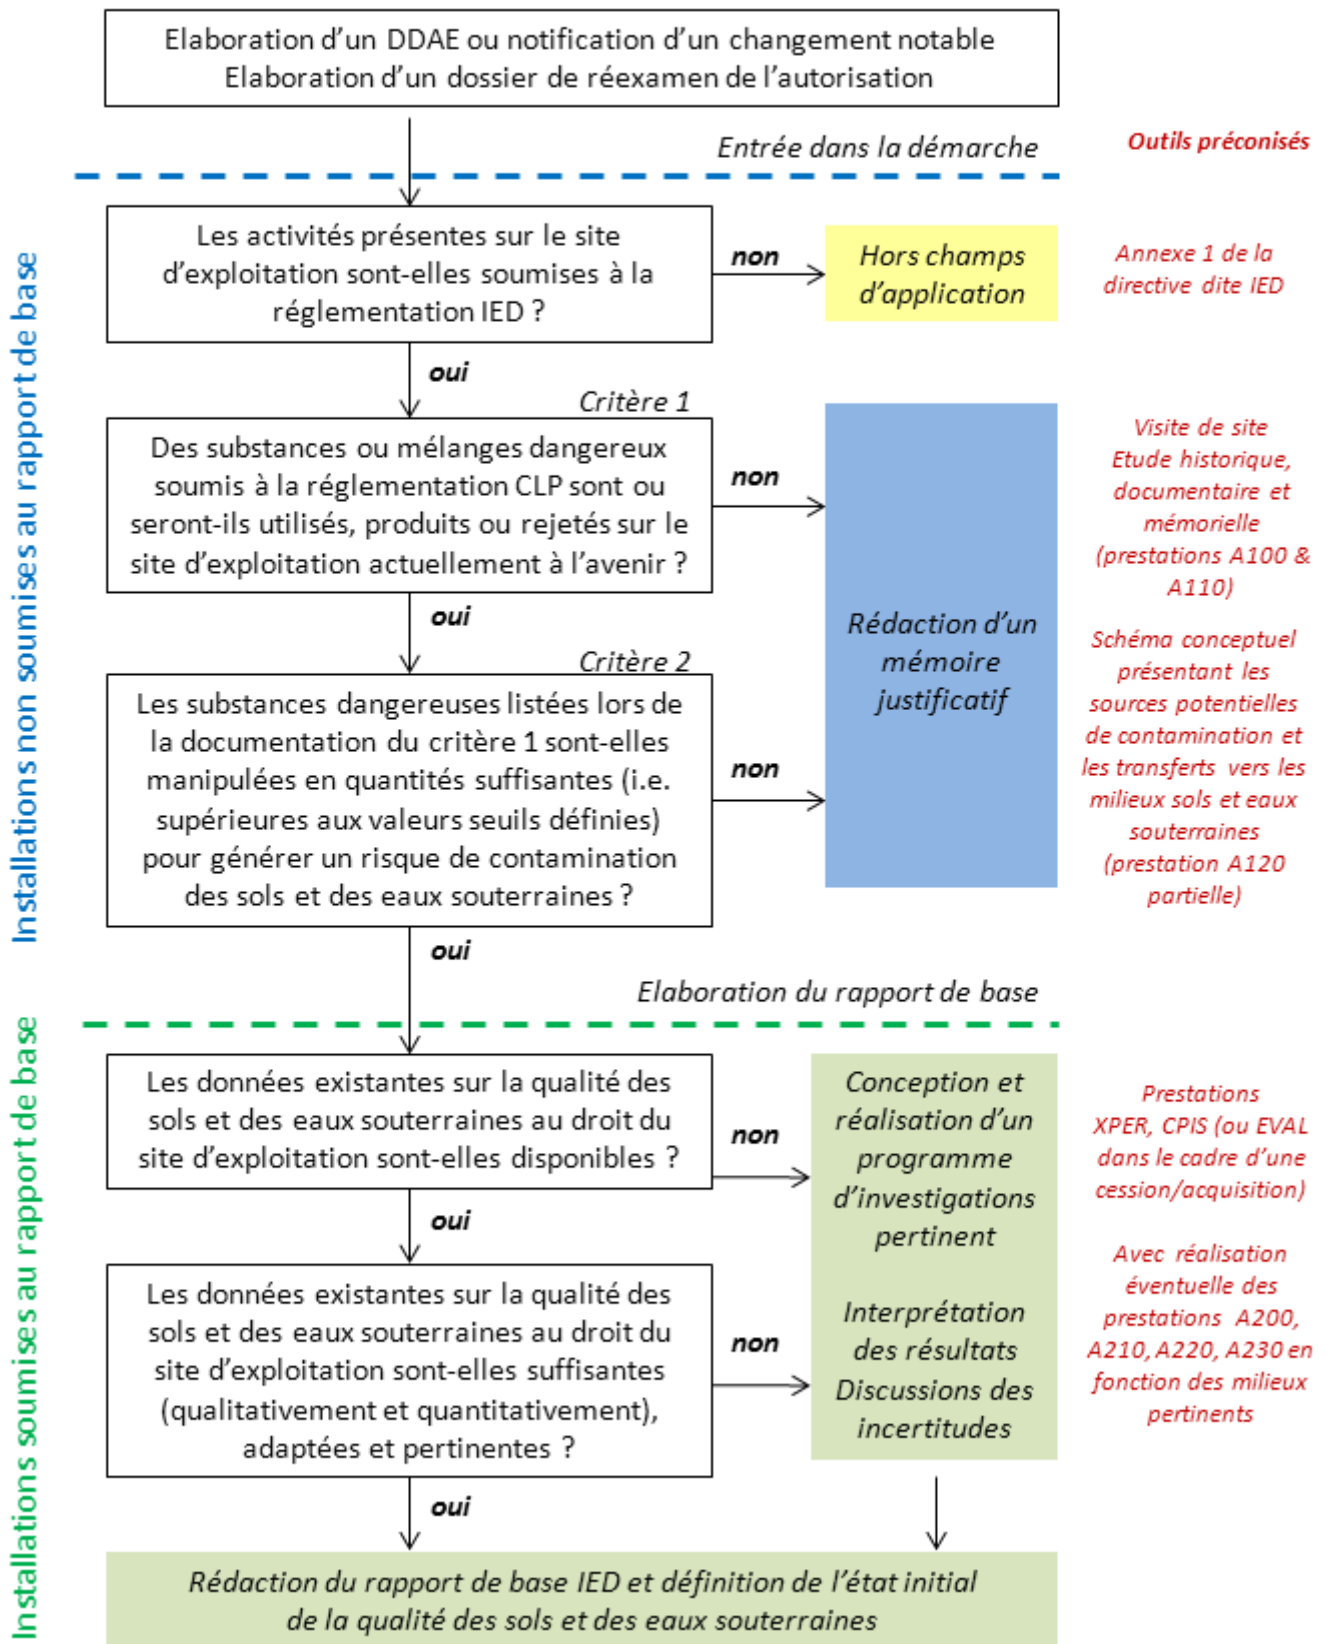 Elaboration d'un DDAE ou notification d'un changement notable
Elaboration d'un dossier de réexamen de l'autorisation
Entrée dans la démarche
Outils préconisés
Installations non soumises au rapport de base
Les activités présentes sur le site
d'exploitation sont-elles soumises à la
réglementation IED ?
non
Hors champs
d'application
Annexe 1 de la
directive dite IED
oui
Critère 1
Des substances ou mélanges dangereux
soumis à la réglementation CLP sont ou
seront-ils utilisés, produits ou rejetés sur le
site d'exploitation actuellement à l'avenir ?
non
Rédaction d'un
mémoire
justificatif
Visite de site
Etude historique,
documentaire et
mémorielle
(prestations A100 &
A110)
oui
Critère 2
Les substances dangereuses listées lors de
la documentation du critère 1 sont-elles
manipulées en quantités suffisantes (i.e.
supérieures aux valeurs seuils définies)
pour générer un risque de contamination
des sols et des eaux souterraines ?
non
Schéma conceptuel
présentant les
sources potentielles
de contamination et
les transferts vers les
milieux sols et eaux
souterraines
(prestation A120
partielle)
oui
Elaboration du rapport de base
Installations soumises au rapport de base
Les données existantes sur la qualité des
sols et des eaux souterraines au droit du
site d'exploitation sont-elles disponibles ?
non
Conception et
réalisation d'un
programme
d'investigations
pertinent
Interprétation
des résultats
Discussions des
incertitudes
Prestations
XPER, CPIS (ou EVAL
dans le cadre d'une
cession/acquisition)
oui
Les données existantes sur la qualité des
sols et des eaux souterraines au droit du
site d'exploitation sont-elles suffisantes
(qualitativement et quantitativement),
adaptées et pertinentes ?
non
Avec réalisation
éventuelle des
prestations A200,
A210, A220, A230 en
fonction des milieux
pertinents
oui
Rédaction du rapport de base IED et définition de l'état initial
de la qualité des sols et des eaux souterraines